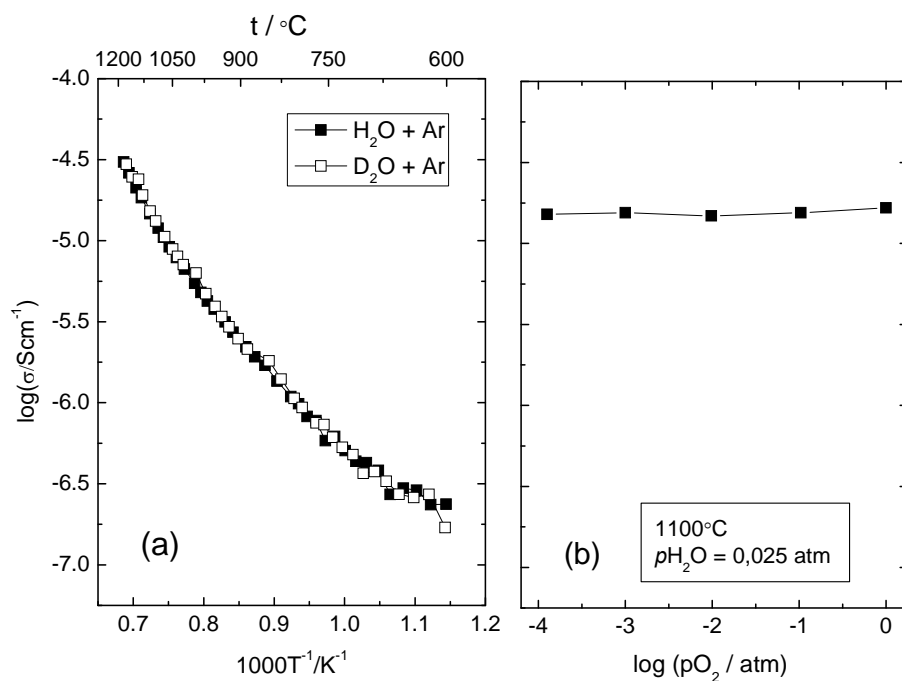 t / °C
1200 1050 900 750 600
-4.0
-4.5
-5.0
-5.5
-6.0
-6.5
-7.0
log(σ/Scm⁻¹)
H₂O + Ar
D₂O + Ar
(a)
0.7 0.8 0.9 1.0 1.1 1.2
1000T⁻¹/K⁻¹
(b)
1100°C
pH₂O = 0,025 atm
-4 -3 -2 -1 0
log (pO₂ / atm)